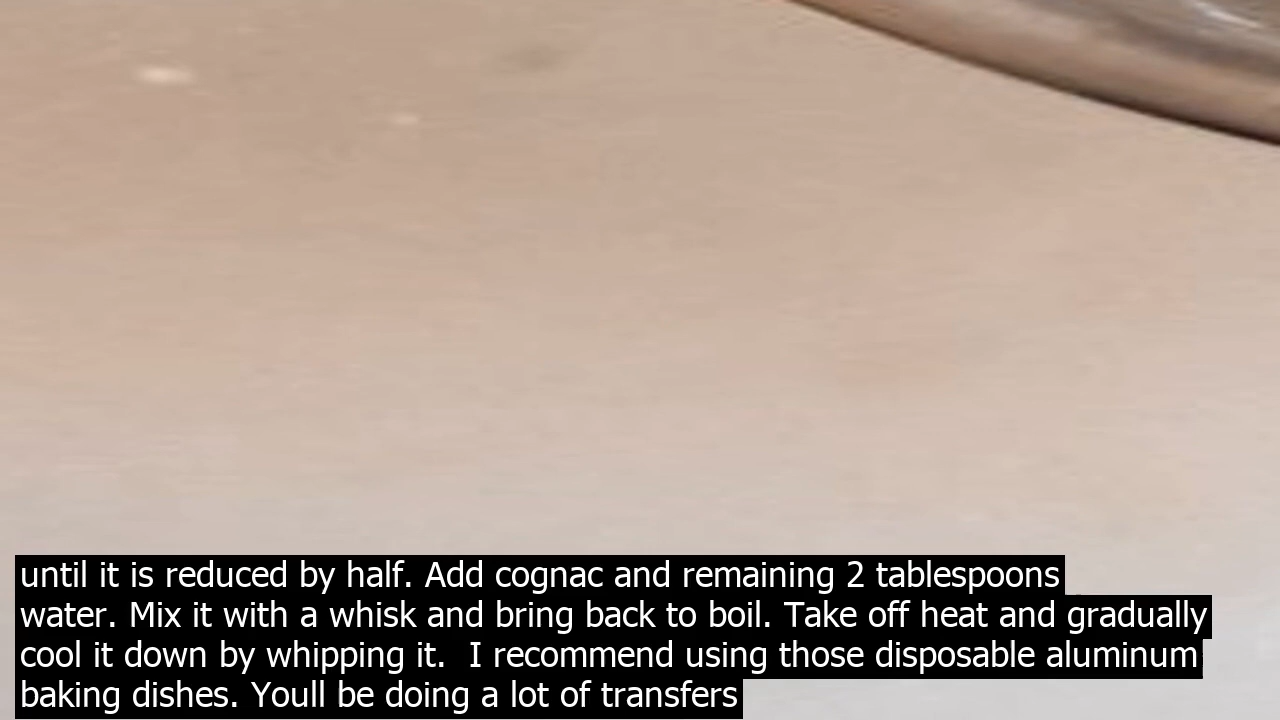 until it is reduced by half. Add cognac and remaining 2 tablespoons
water. Mix it with a whisk and bring back to boil. Take off heat and gradually
cool it down by whipping it.  I recommend using those disposable aluminum
baking dishes. Youll be doing a lot of transfers